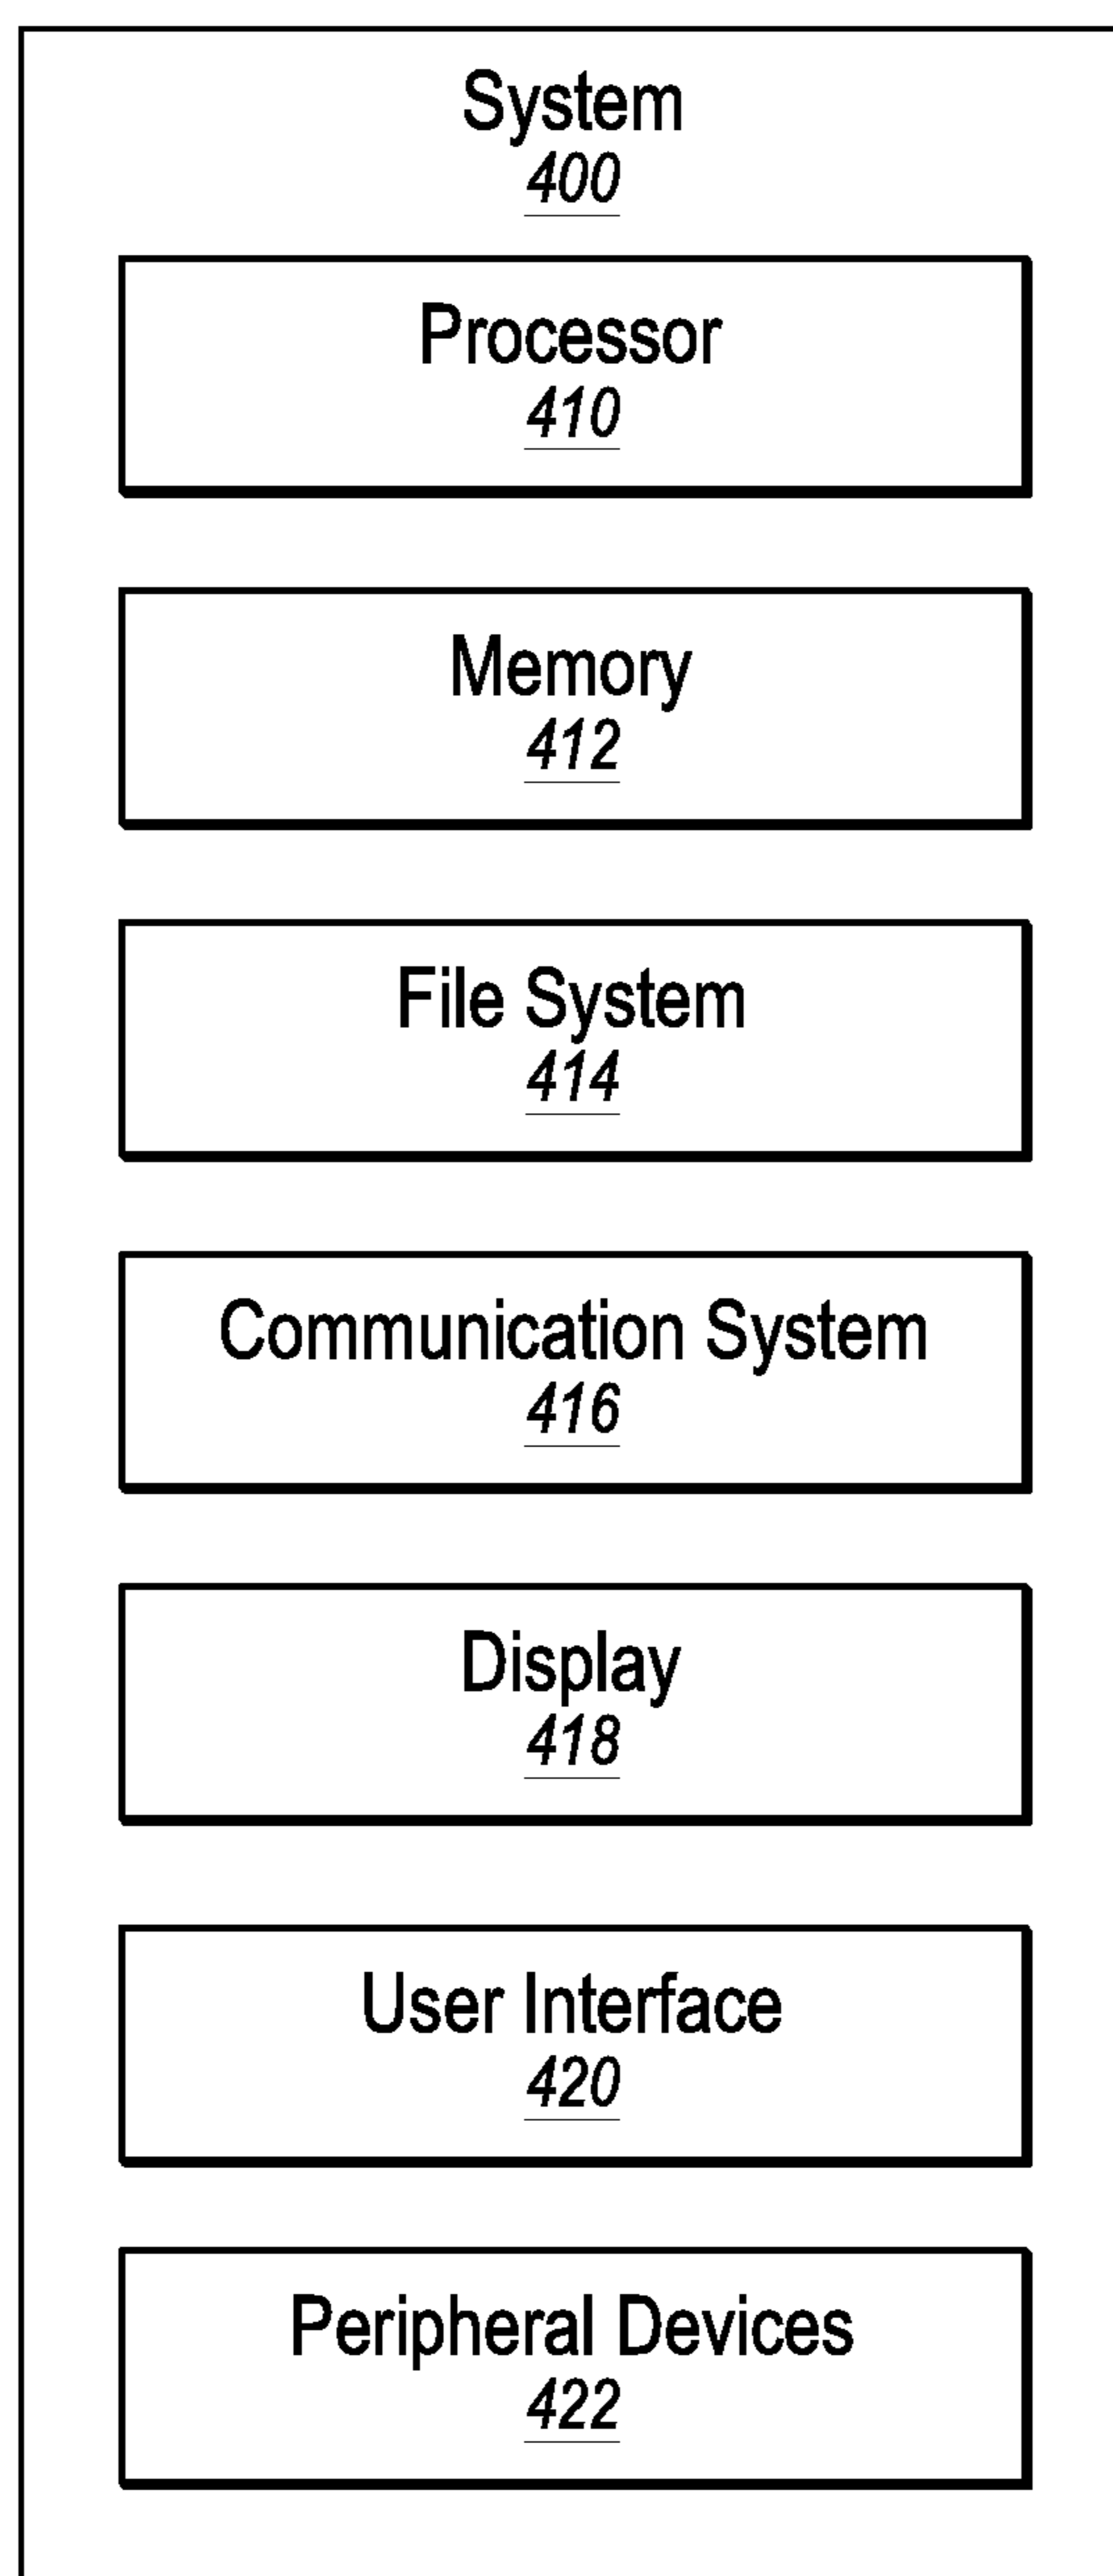 System
400
Processor
410
Memory
412
File System
414
Communication System
416
Display
418
User Interface
420
Peripheral Devices
422